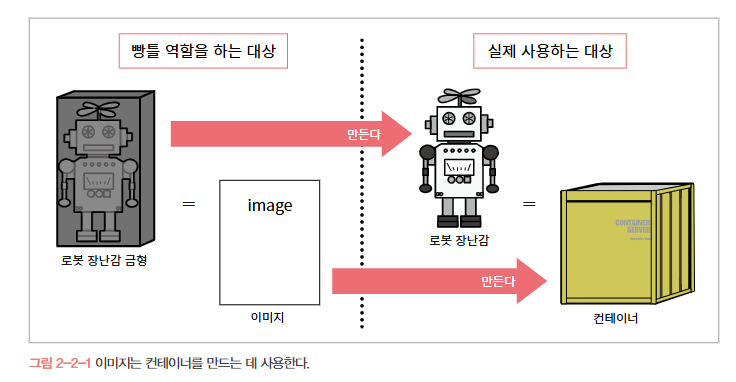 빵틀 역할을 하는 대상
실제 사용하는 대상
만든다
image
로봇 장난감
CONTAINER
SERVER
로봇 장난감 금형
만든다
이미지
컨테이너
그림 2-2-1 이미지는 컨테이너를 만드는 데 사용한다.